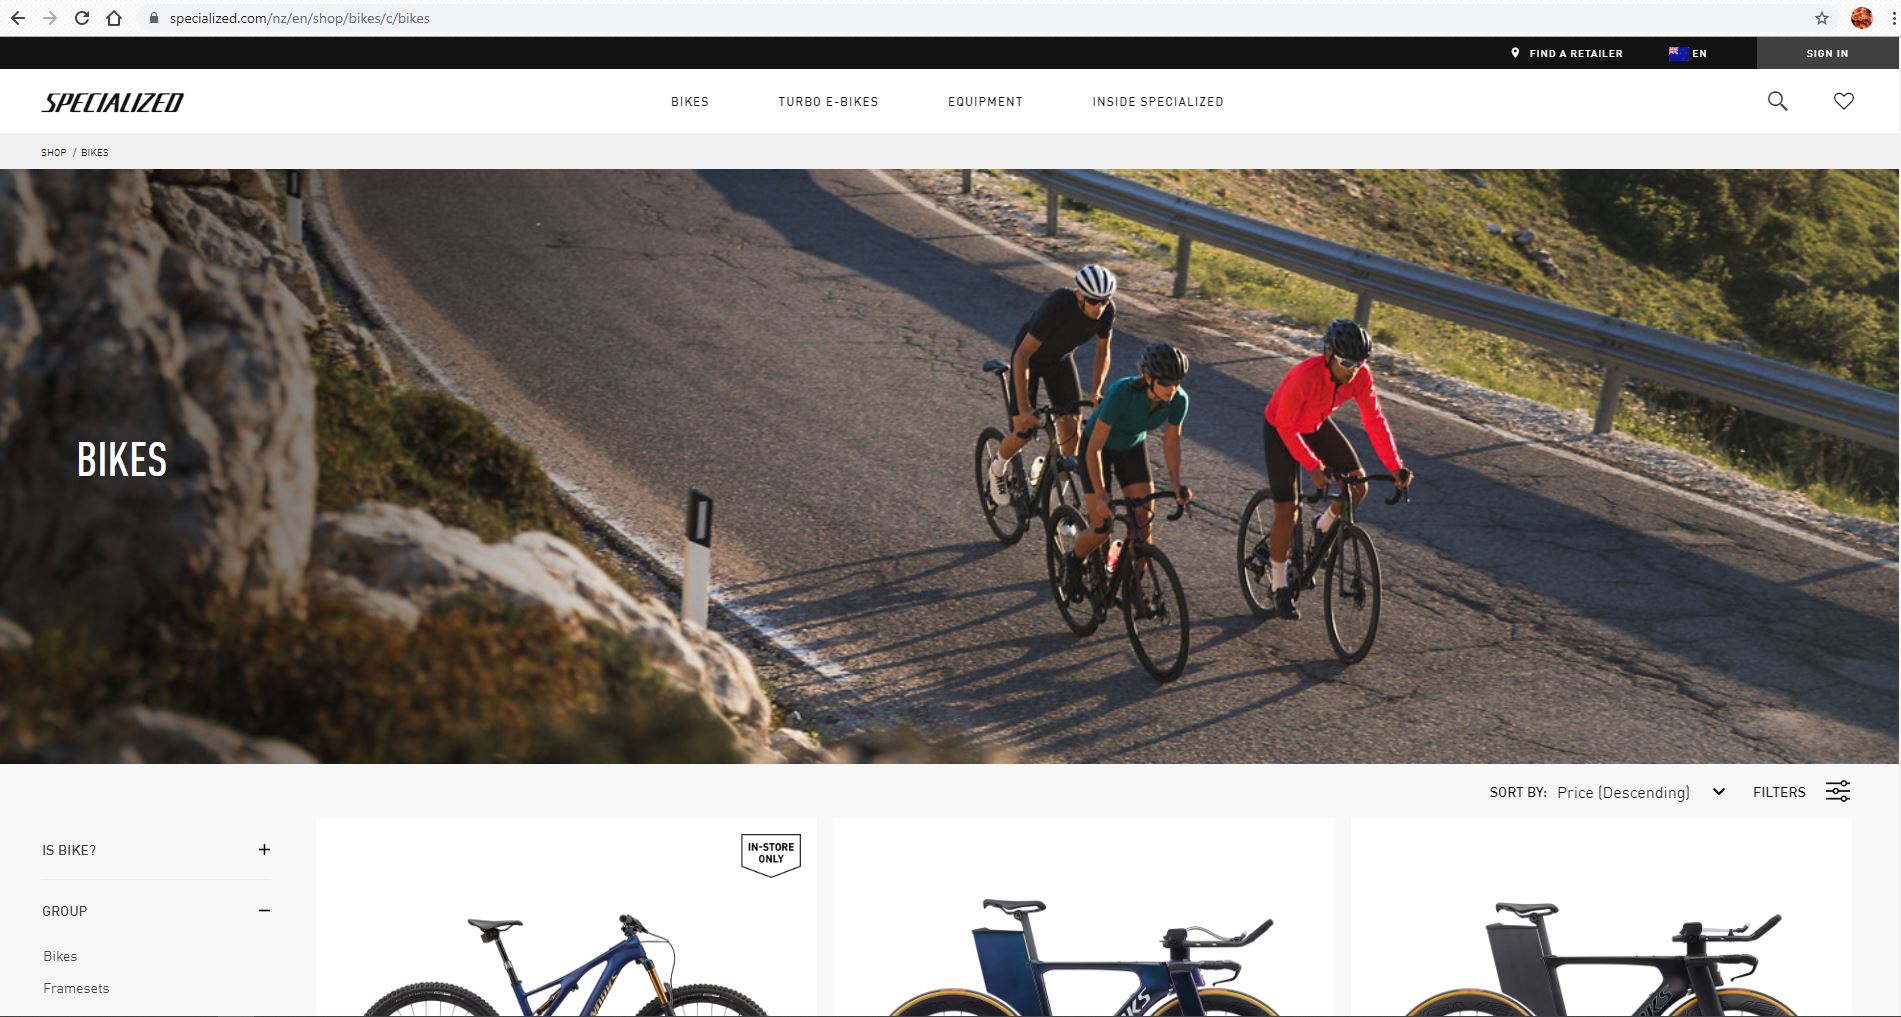 specialized.com/nz/en/shop/bikes/c/bikes
FIND A RETAILER
EN
SIGN IN
SPECIALIZED
BIKES
TURBO E-BIKES
EQUIPMENT
INSIDE SPECIALIZED
SHOP / BIKES
BIKES
SORT BY: Price (Descending)
FILTERS
IS BIKE?
GROUP
Bikes
Framesets
IN-STORE
ONLY